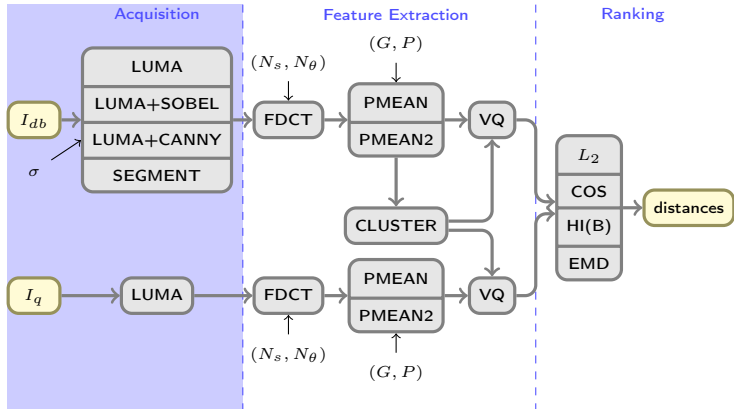 Acquisition
Feature Extraction
Ranking
(G, P)
(N_s, N_θ)
LUMA
LUMA+SOBEL
LUMA+CANNY
SEGMENT
I_db
σ
FDCT
PMEAN
PMEAN2
VQ
CLUSTER
L_2
COS
HI(B)
EMD
distances
I_q
LUMA
FDCT
PMEAN
PMEAN2
VQ
(N_s, N_θ)
(G, P)